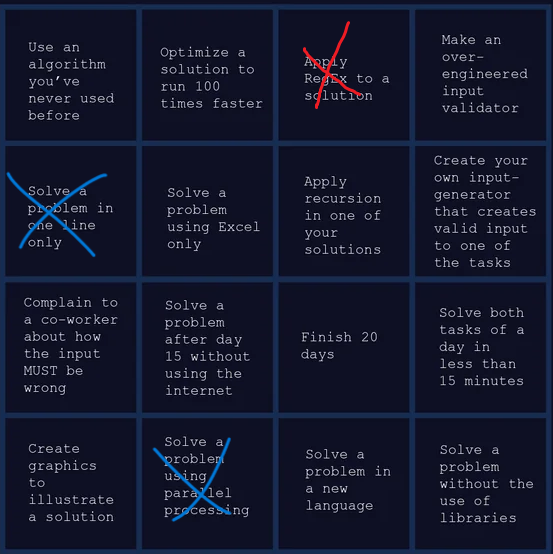 Use an
algorithm
you've
never used
before
Optimize a
solution to
run 100
times faster
Apply
RegEx to a
solution
Make an
over-
engineered
input
validator
Solve a
problem in
one line
only
Solve a
problem
using Excel
only
Apply
recursion
in one of
your
solutions
Create your
own input-
generator
that creates
valid input
to one of
the tasks
Complain to
a co-worker
about how
the input
MUST be
wrong
Solve a
problem
after day
15 without
using the
internet
Finish 20
days
Solve both
tasks of a
day in
less than
15 minutes
Create
graphics
to
illustrate
a solution
Solve a
problem
using
parallel
processing
Solve a
problem in
a new
language
Solve a
problem
without the
use of
libraries